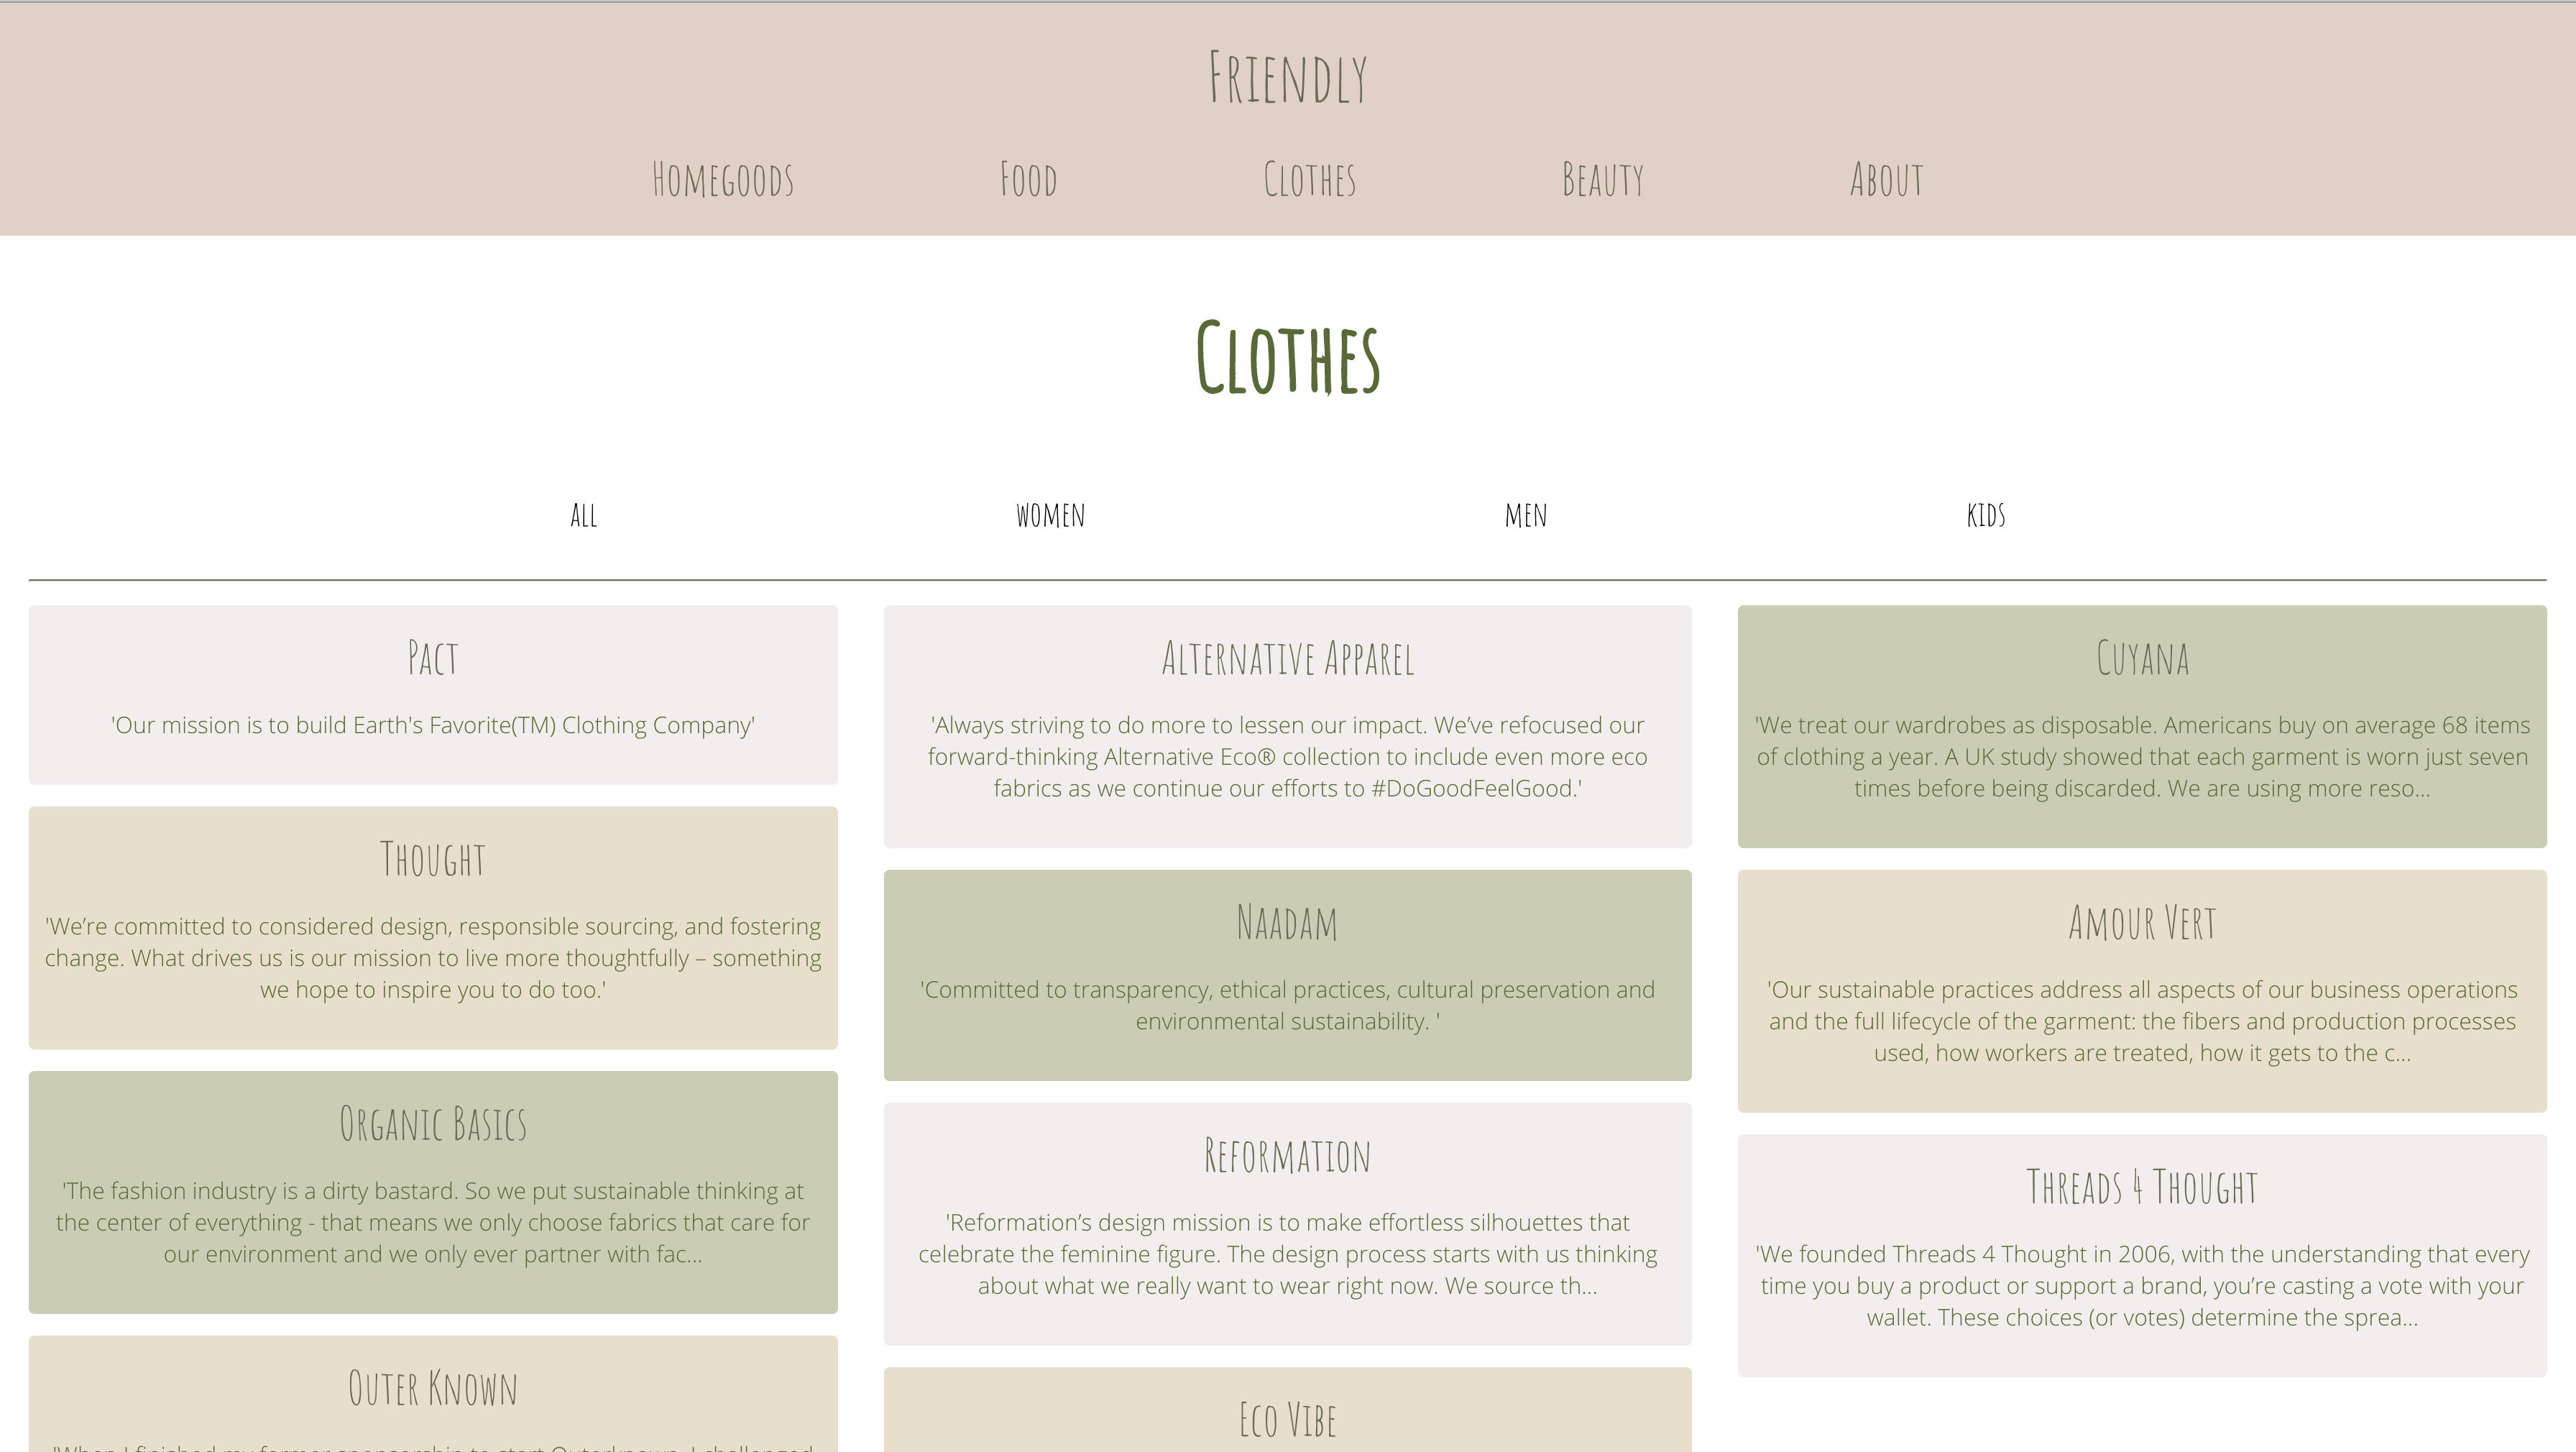 Friendly
Homegoods Food Clothes Beauty About
Clothes
ALL WOMEN MEN KIDS
Pact
'Our mission is to build Earth's Favorite(TM) Clothing Company'
Thought
'We’re committed to considered design, responsible sourcing, and fostering
change. What drives us is our mission to live more thoughtfully – something
we hope to inspire you to do too.'
Organic Basics
'The fashion industry is a dirty bastard. So we put sustainable thinking at
the center of everything - that means we only choose fabrics that care for
our environment and we only ever partner with fac...
Outer Known
'When I finished my former sponsorship to start Outerknown, I challenged
Alternative Apparel
'Always striving to do more to lessen our impact. We’ve refocused our
forward-thinking Alternative Eco® collection to include even more eco
fabrics as we continue our efforts to #DoGoodFeelGood.'
Naadam
'Committed to transparency, ethical practices, cultural preservation and
environmental sustainability. '
Reformation
'Reformation’s design mission is to make effortless silhouettes that
celebrate the feminine figure. The design process starts with us thinking
about what we really want to wear right now. We source th...
Eco Vibe
Cuyana
'We treat our wardrobes as disposable. Americans buy on average 68 items
of clothing a year. A UK study showed that each garment is worn just seven
times before being discarded. We are using more reso...
Amour Vert
'Our sustainable practices address all aspects of our business operations
and the full lifecycle of the garment: the fibers and production processes
used, how workers are treated, how it gets to the c...
Threads 4 Thought
'We founded Threads 4 Thought in 2006, with the understanding that every
time you buy a product or support a brand, you’re casting a vote with your
wallet. These choices (or votes) determine the sprea...